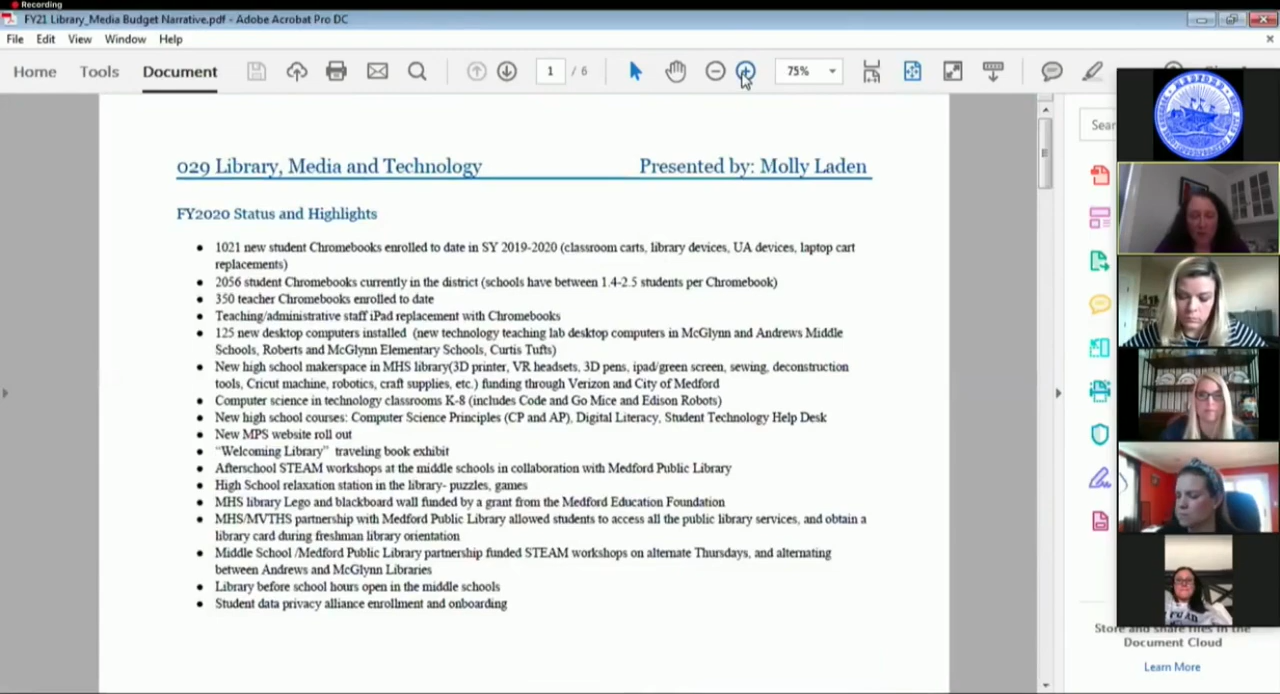 Recording
FY21 Library_Media Budget Narrative.pdf - Adobe Acrobat Pro DC
File Edit View Window Help
Home Tools Document 1 / 6 75%
029 Library, Media and Technology Presented by: Molly Laden
FY2020 Status and Highlights
• 1021 new student Chromebooks enrolled to date in SY 2019-2020 (classroom carts, library devices, UA devices, laptop cart
replacements)
• 2056 student Chromebooks currently in the district (schools have between 1.4-2.5 students per Chromebook)
• 350 teacher Chromebooks enrolled to date
• Teaching/administrative staff iPad replacement with Chromebooks
• 125 new desktop computers installed (new technology teaching lab desktop computers in McGlynn and Andrews Middle
Schools, Roberts and McGlynn Elementary Schools, Curtis Tufts)
• New high school makerspace in MHS library(3D printer, VR headsets, 3D pens, ipad/green screen, sewing, deconstruction
tools, Cricut machine, robotics, craft supplies, etc.) funding through Verizon and City of Medford
• Computer science in technology classrooms K-8 (includes Code and Go Mice and Edison Robots)
• New high school courses: Computer Science Principles (CP and AP), Digital Literacy, Student Technology Help Desk
• New MPS website roll out
• "Welcoming Library" traveling book exhibit
• Afterschool STEAM workshops at the middle schools in collaboration with Medford Public Library
• High School relaxation station in the library- puzzles, games
• MHS library Lego and blackboard wall funded by a grant from the Medford Education Foundation
• MHS/MVTHS partnership with Medford Public Library allowed students to access all the public library services, and obtain a
library card during freshman library orientation
• Middle School /Medford Public Library partnership funded STEAM workshops on alternate Thursdays, and alternating
between Andrews and McGlynn Libraries
• Library before school hours open in the middle schools
• Student data privacy alliance enrollment and onboarding
Sear
MEDFORD
Store and share files in the
Document Cloud
Learn More